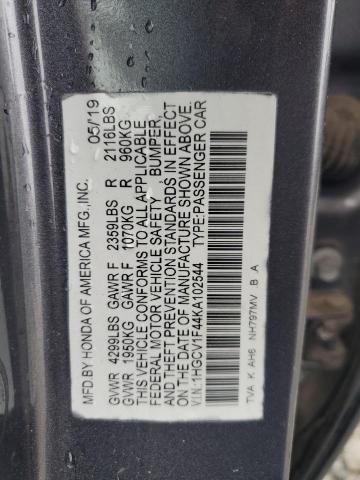 MFD.BY HONDA OF AMERICA MFG.,INC. 05/'19
GVWR 4299LBS GAWR F 2359LBS R 2116LBS
GVWR 1950KG GAWR F 1070KG R 960KG
THIS VEHICLE CONFORMS TO ALL APPLICABLE
FEDERAL MOTOR VEHICLE SAFETY, BUMPER,
AND THEFT PREVENTION STANDARDS IN EFFECT
ON THE DATE OF MANUFACTURE SHOWN ABOVE.
V.I.N.:1HGCV1F44KA102544 TYPE:PASSENGER CAR
TVA K AH6 NH797MV B A